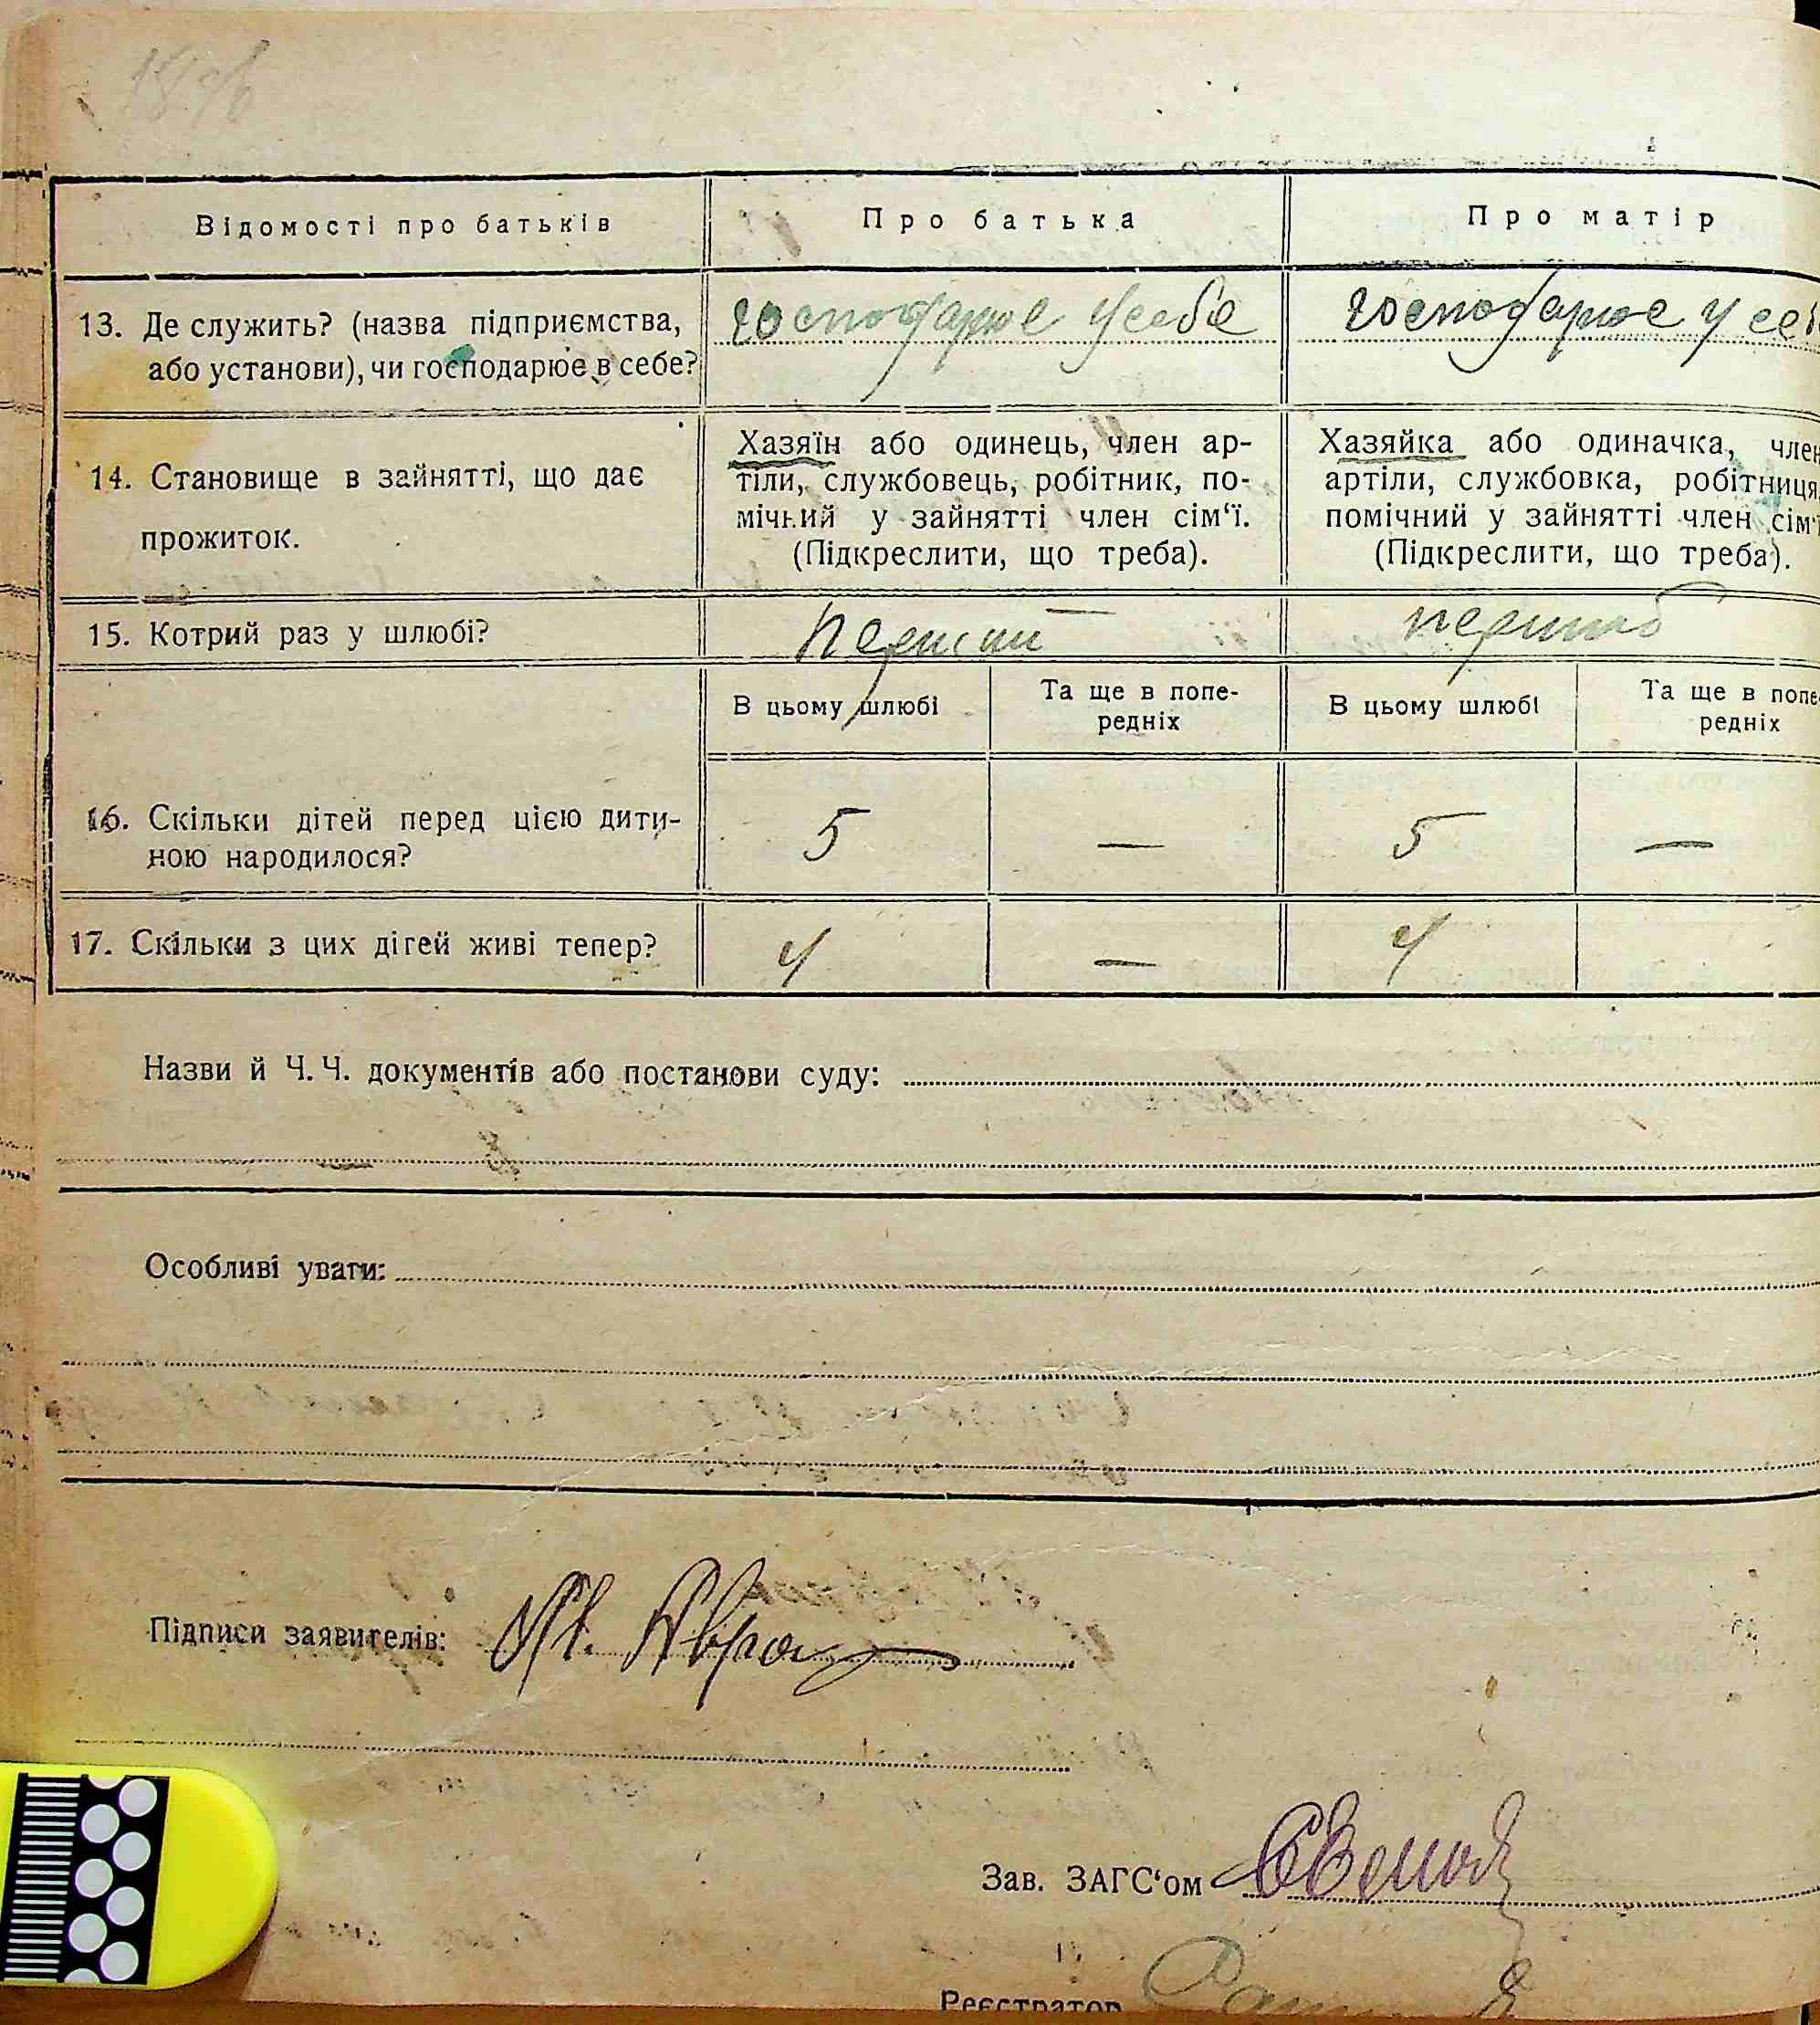 Відомості про батьків
Про батька
Про матір
13. Де служить? (назва підприємства,
або установи), чи господарює в себе?
господарює у себе
господарює у себ
14. Становище в зайнятті, що дає
прожиток.
Хазяїн або одинець, член ар-
тіли, службовець, робітник, по-
мічний у зайнятті член сім‘ї.
(Підкреслити, що треба).
Хазяйка або одиначка, член
артіли, службовка, робітниця,
помічний у зайнятті член сім‘ї
(Підкреслити, що треба).
15. Котрий раз у шлюбі?
перший
перший
В цьому шлюбі
Та ще в попе-
редніх
В цьому шлюбі
Та ще в попе-
редніх
16. Скільки дітей перед цією дити-
ною народилося?
5
—
5
—
17. Скільки з цих дітей живі тепер?
4
—
4
Назви й Ч. Ч. документів або постанови суду:
Особливі уваги:
Підписи заявителів:
Зав. ЗАГС‘ом
Реєстратор